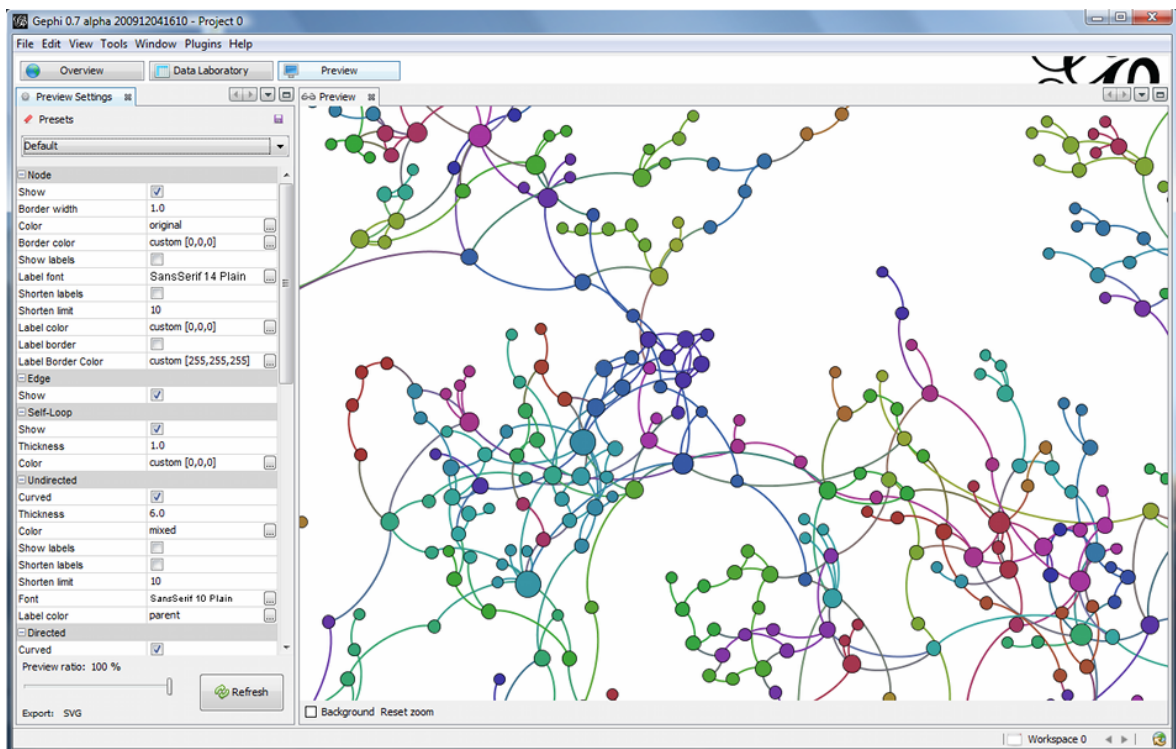 Gephi 0.7 alpha 200912041610 - Project 0
File Edit View Tools Window Plugins Help
Overview Data Laboratory Preview
Preview Settings
Preview
Presets
Default
Node
Show
Border width 1.0
Color original
Border color custom [0,0,0]
Show labels
Label font SansSerif 14 Plain
Shorten labels
Shorten limit 10
Label color custom [0,0,0]
Label border
Label Border Color custom [255,255,255]
Edge
Show
Self-Loop
Show
Thickness 1.0
Color custom [0,0,0]
Undirected
Curved
Thickness 6.0
Color mixed
Show labels
Shorten labels
Shorten limit 10
Font SansSerif 10 Plain
Label color parent
Directed
Curved
Preview ratio: 100 %
Refresh
Export: SVG
Background Reset zoom
Workspace 0